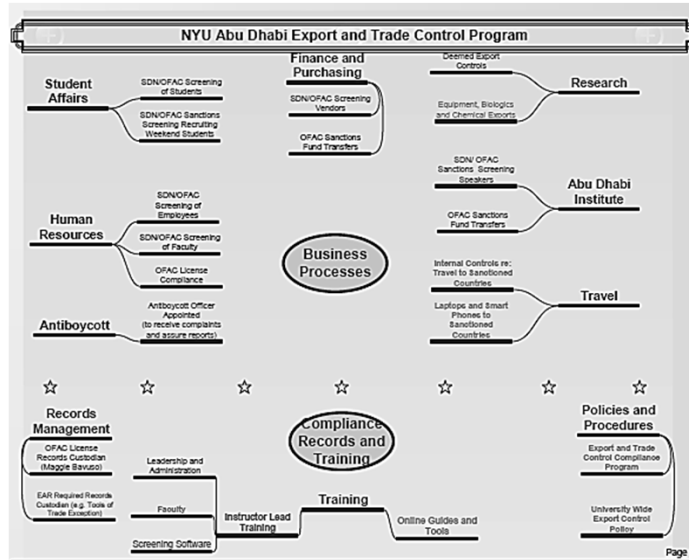 NYU Abu Dhabi Export and Trade Control Program
Student
Affairs
SDN/OFAC Screening
of Students
SDN/OFAC Sanctions
Screening Recruiting
Weekend Students
Finance and
Purchasing
SDN/OFAC Screening
Vendors
OFAC Sanctions
Fund Transfers
Deemed Export
Controls
Research
Equipment, Biologics
and Chemical Exports
SDN/ OFAC
Sanctions Screening
Speakers
Abu Dhabi
Institute
OFAC Sanctions
Fund Transfers
Human
Resources
SDN/OFAC
Screening of
Employees
SDN/OFAC Screening
of Faculty
OFAC License
Compliance
Business
Processes
Internal Controls re:
Travel to Sanctioned
Countries
Travel
Laptops and Smart
Phones to
Sanctioned
Countries
Antiboycott
Antiboycott Officer
Appointed
(to receive complaints
and assure reports)
Records
Management
OFAC License
Records Custodian
(Maggie Bavuso)
EAR Required Records
Custodian (e.g. Tools of
Trade Exception)
Compliance
Records and
Training
Leadership and
Administration
Faculty
Screening Software
Instructor Lead
Training
Training
Online Guides and
Tools
Policies and
Procedures
Export and Trade
Control Compliance
Program
University Wide
Export Control
Policy
Page